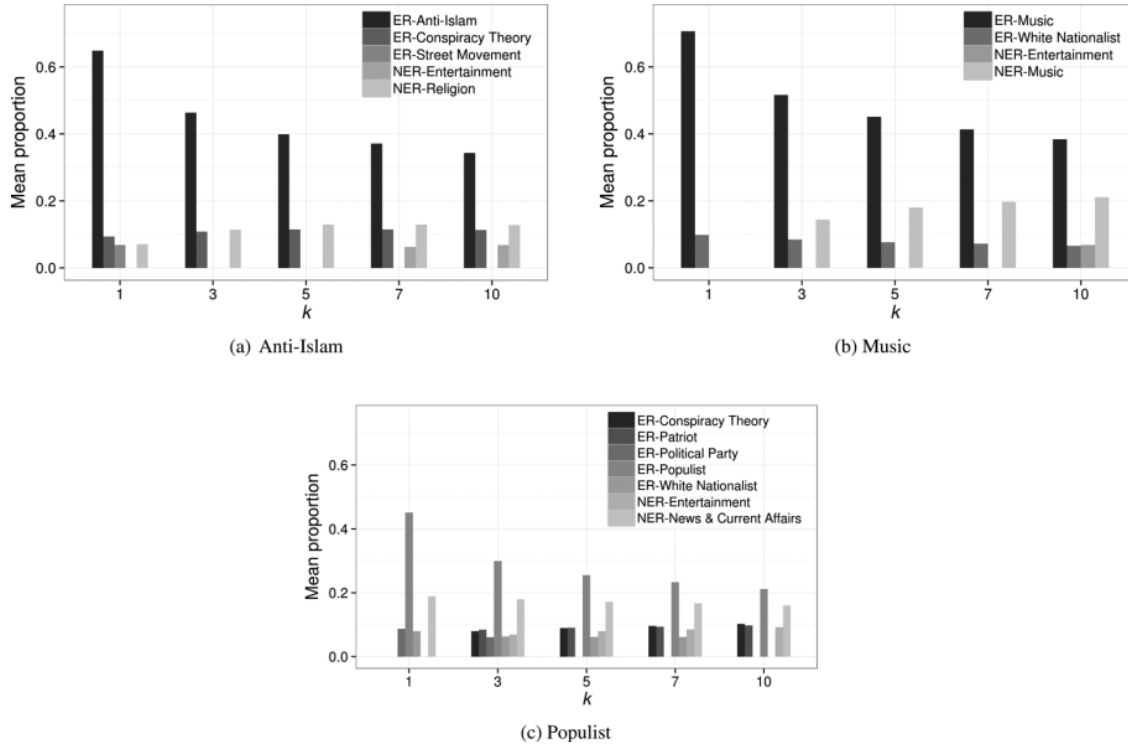 ER-Anti-Islam
ER-Conspiracy Theory
ER-Street Movement
NER-Entertainment
NER-Religion
Mean proportion
0.6
0.4
0.2
0.0
1 3 5 7 10
k
(a) Anti-Islam
ER-Music
ER-White Nationalist
NER-Entertainment
NER-Music
Mean proportion
0.6
0.4
0.2
0.0
1 3 5 7 10
k
(b) Music
ER-Conspiracy Theory
ER-Patriot
ER-Political Party
ER-Populist
ER-White Nationalist
NER-Entertainment
NER-News & Current Affairs
Mean proportion
0.6
0.4
0.2
0.0
1 3 5 7 10
k
(c) Populist